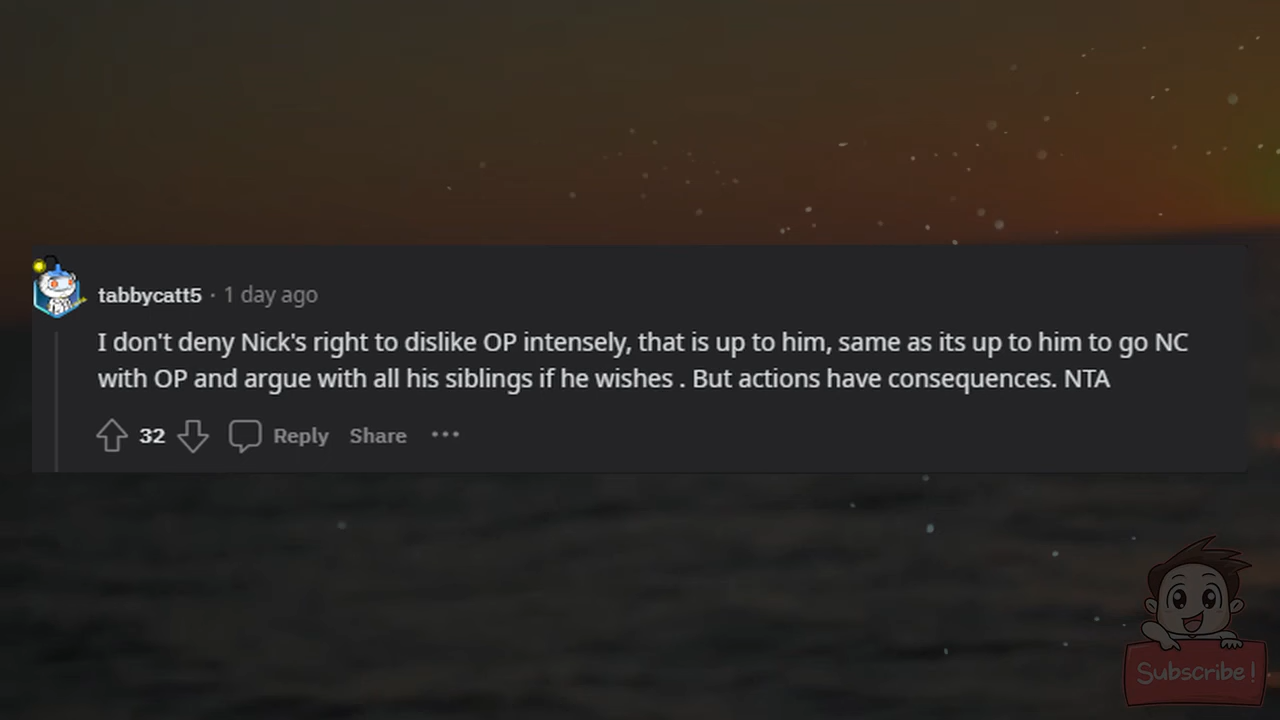 tabbycatt5 · 1 day ago
I don't deny Nick's right to dislike OP intensely, that is up to him, same as its up to him to go NC
with OP and argue with all his siblings if he wishes . But actions have consequences. NTA
32 Reply Share ···
Subscribe!